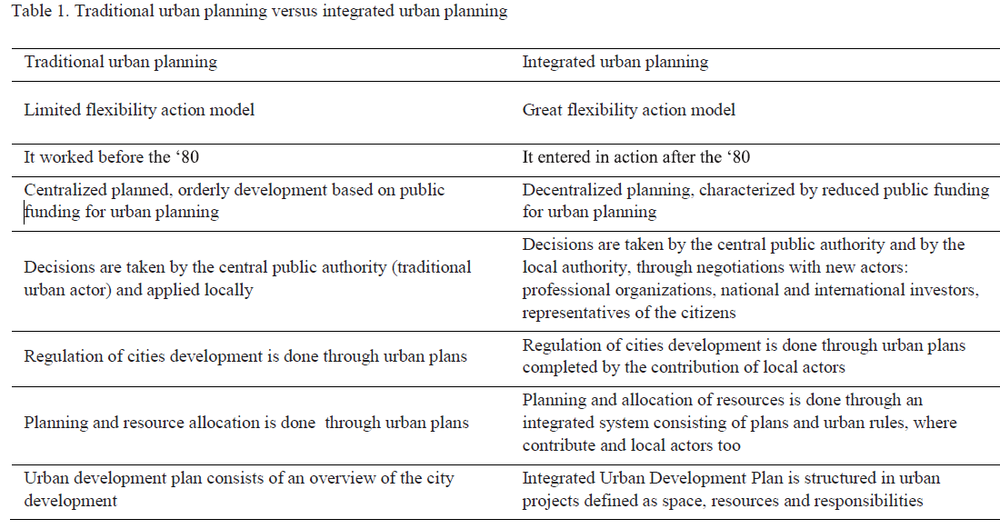 Table 1. Traditional urban planning versus integrated urban planning
Traditional urban planning
Integrated urban planning
Limited flexibility action model
Great flexibility action model
It worked before the ‘80
It entered in action after the ‘80
Centralized planned, orderly development based on public
funding for urban planning
Decentralized planning, characterized by reduced public funding
for urban planning
Decisions are taken by the central public authority (traditional
urban actor) and applied locally
Decisions are taken by the central public authority and by the
local authority, through negotiations with new actors:
professional organizations, national and international investors,
representatives of the citizens
Regulation of cities development is done through urban plans
Regulation of cities development is done through urban plans
completed by the contribution of local actors
Planning and resource allocation is done  through urban plans
Planning and allocation of resources is done through an
integrated system consisting of plans and urban rules, where
contribute and local actors too
Urban development plan consists of an overview of the city
development
Integrated Urban Development Plan is structured in urban
projects defined as space, resources and responsibilities